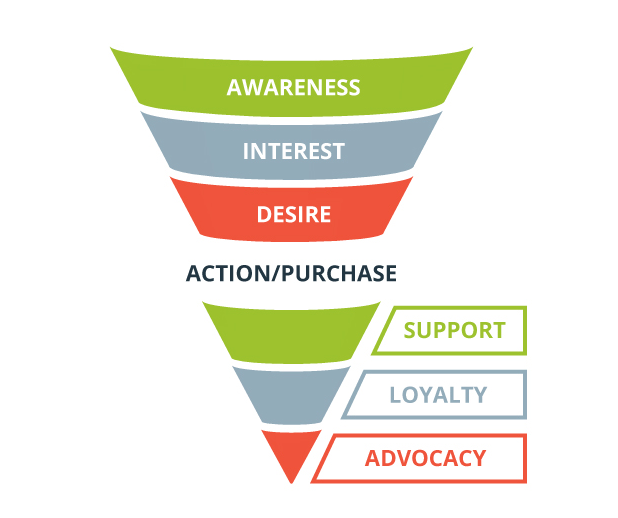 AWARENESS
INTEREST
DESIRE
ACTION/PURCHASE
SUPPORT
LOYALTY
ADVOCACY